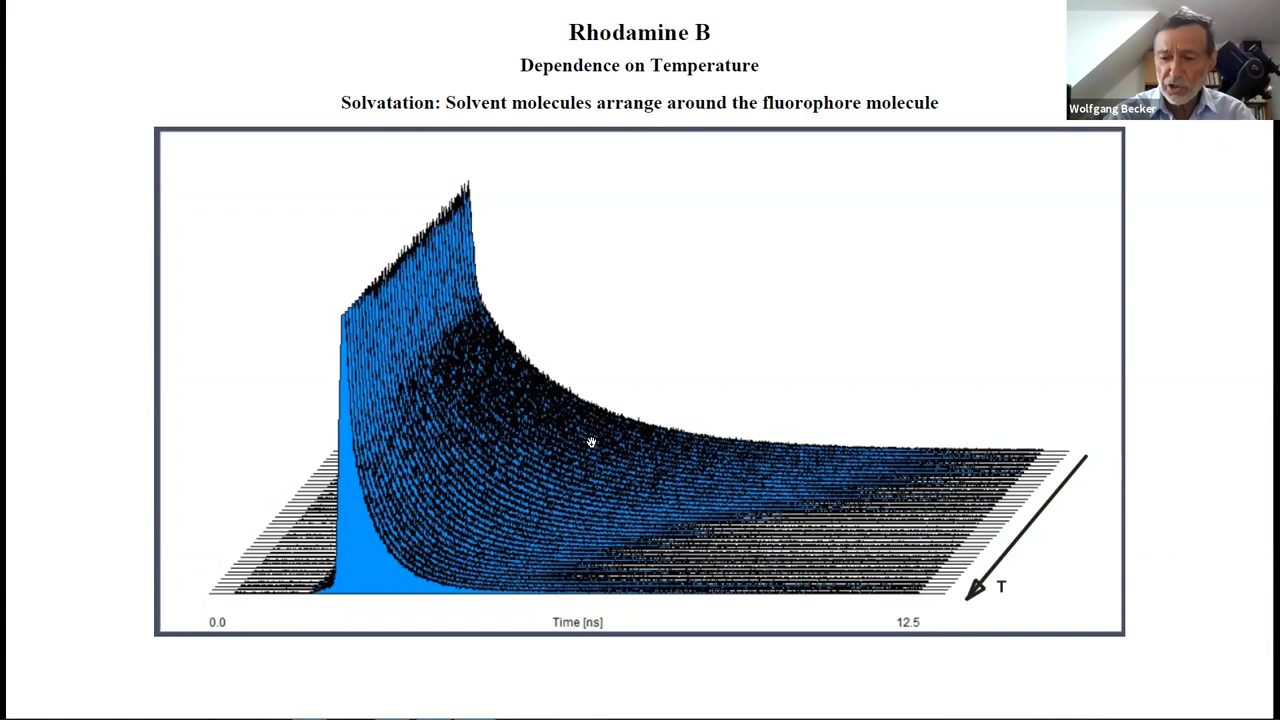 Rhodamine B
Dependence on Temperature
Solvatation: Solvent molecules arrange around the fluorophore molecule
Wolfgang Becker
T
0.0
Time [ns]
12.5